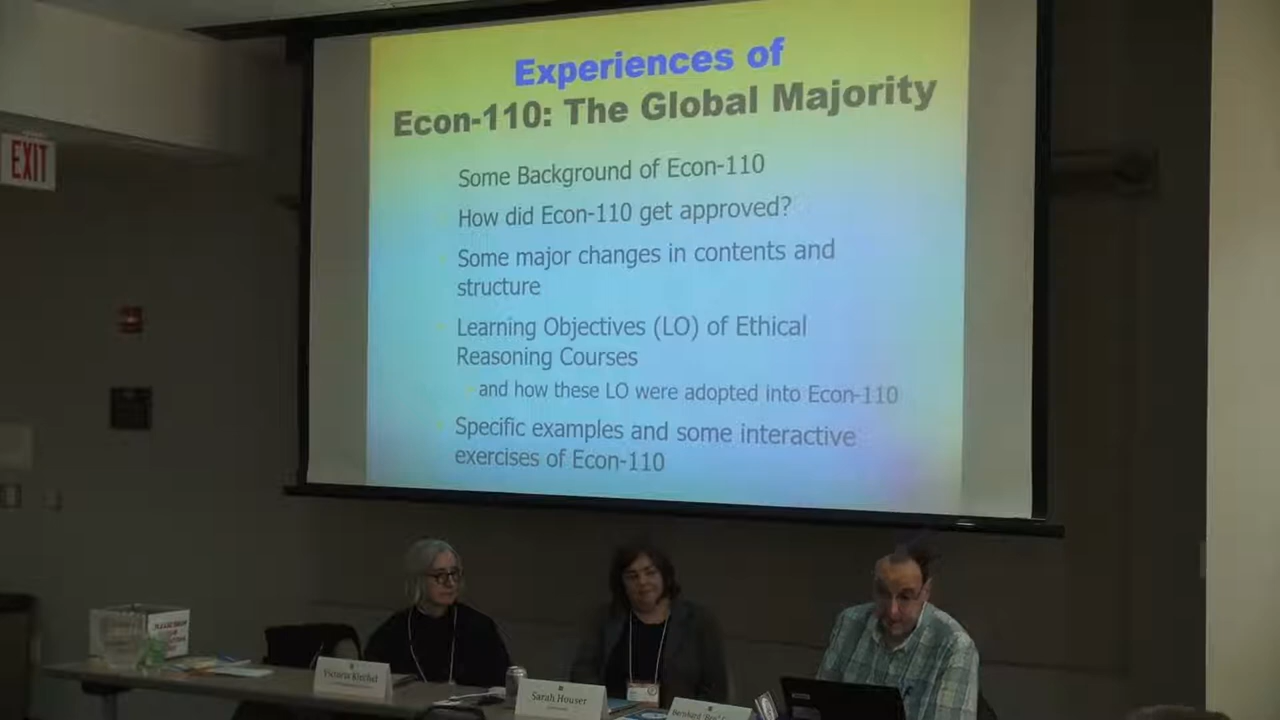 Experiences of
Econ-110: The Global Majority
EXIT
Some Background of Econ-110
How did Econ-110 get approved?
Some major changes in contents and
structure
Learning Objectives (LO) of Ethical
Reasoning Courses
and how these LO were adopted into Econ-110
Specific examples and some interactive
exercises of Econ-110
Sarah Houser